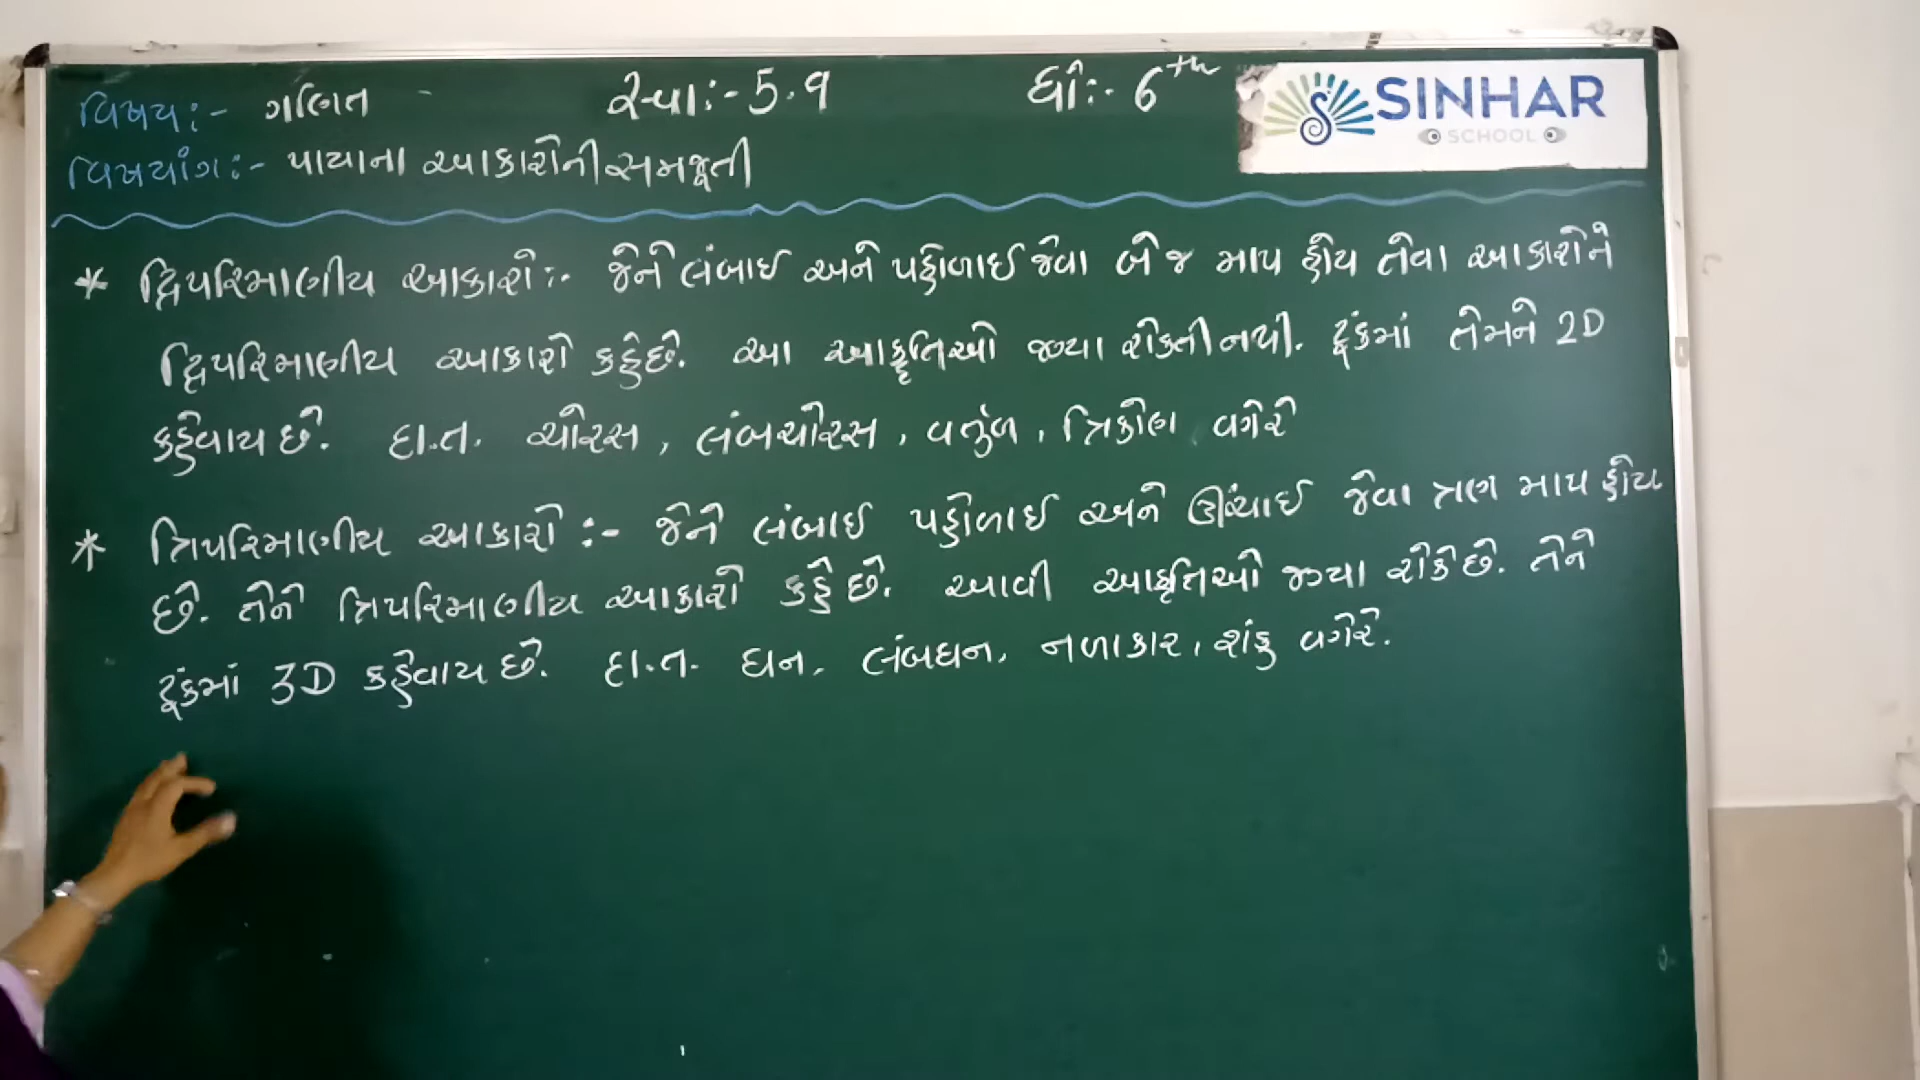 વિષય:- ગણિત સ્વા:- 5.9 ધો:- 6th
SINHAR
SCHOOL
વિષયાંગ:- પાયાના આકારોની સમજૂતી
* દ્વિપરિમાણીય આકારો:- જેને લંબાઈ અને પહોળાઈ જેવા બે જ માપ હોય તેવા આકારોને
દ્વિપરિમાણીય આકારો કહે છે. આ આકૃતિઓ જગ્યા રોકતી નથી. ટૂંકમાં તેમને 2D
કહેવાય છે. દા.ત. ચોરસ, લંબચોરસ, વર્તુળ, ત્રિકોણ વગેરે
* ત્રિપરિમાણીય આકારો :- જેને લંબાઈ પહોળાઈ અને ઊંચાઈ જેવા ત્રણ માપ હોય
છે. તેને ત્રિપરિમાણીય આકારો કહે છે. આવી આકૃતિઓ જગ્યા રોકે છે. તેને
ટૂંકમાં 3D કહેવાય છે. દા.ત. ઘન, લંબઘન, નળાકાર, શંકુ વગેરે.